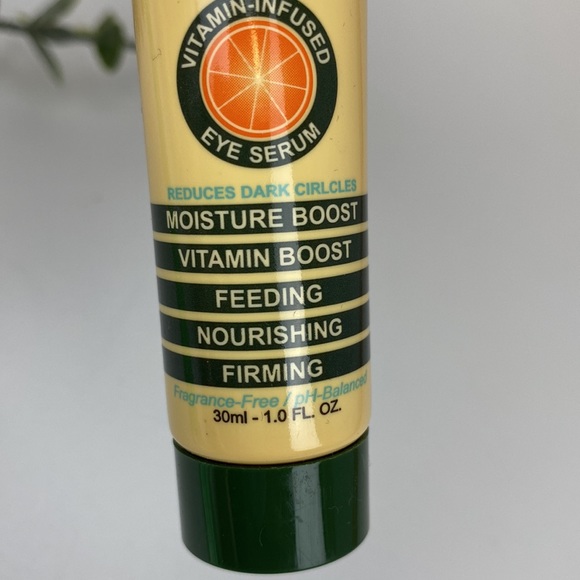 VITAMIN-INFUSED
EYE SERUM
REDUCES DARK CIRLCLES
MOISTURE BOOST
VITAMIN BOOST
FEEDING
NOURISHING
FIRMING
Fragrance-Free / pH-Balanced
30ml - 1.0 FL. OZ.